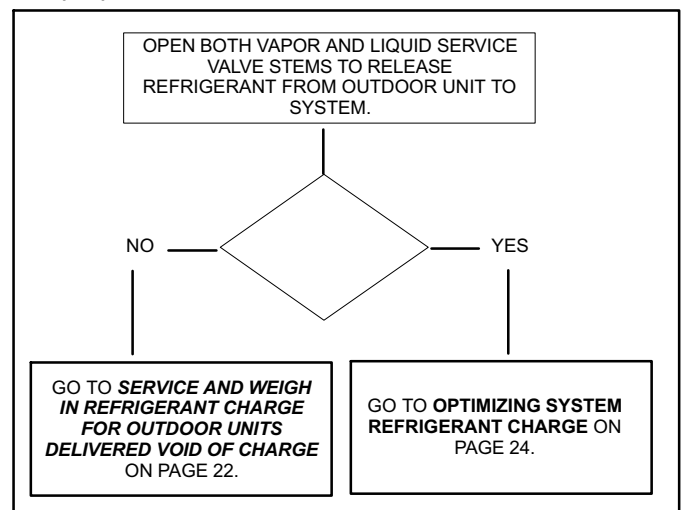 OPEN BOTH VAPOR AND LIQUID SERVICE
VALVE STEMS TO RELEASE
REFRIGERANT FROM OUTDOOR UNIT TO
SYSTEM.
NO
YES
GO TO SERVICE AND WEIGH
IN REFRIGERANT CHARGE
FOR OUTDOOR UNITS
DELIVERED VOID OF CHARGE
ON PAGE 22.
GO TO OPTIMIZING SYSTEM
REFRIGERANT CHARGE ON
PAGE 24.